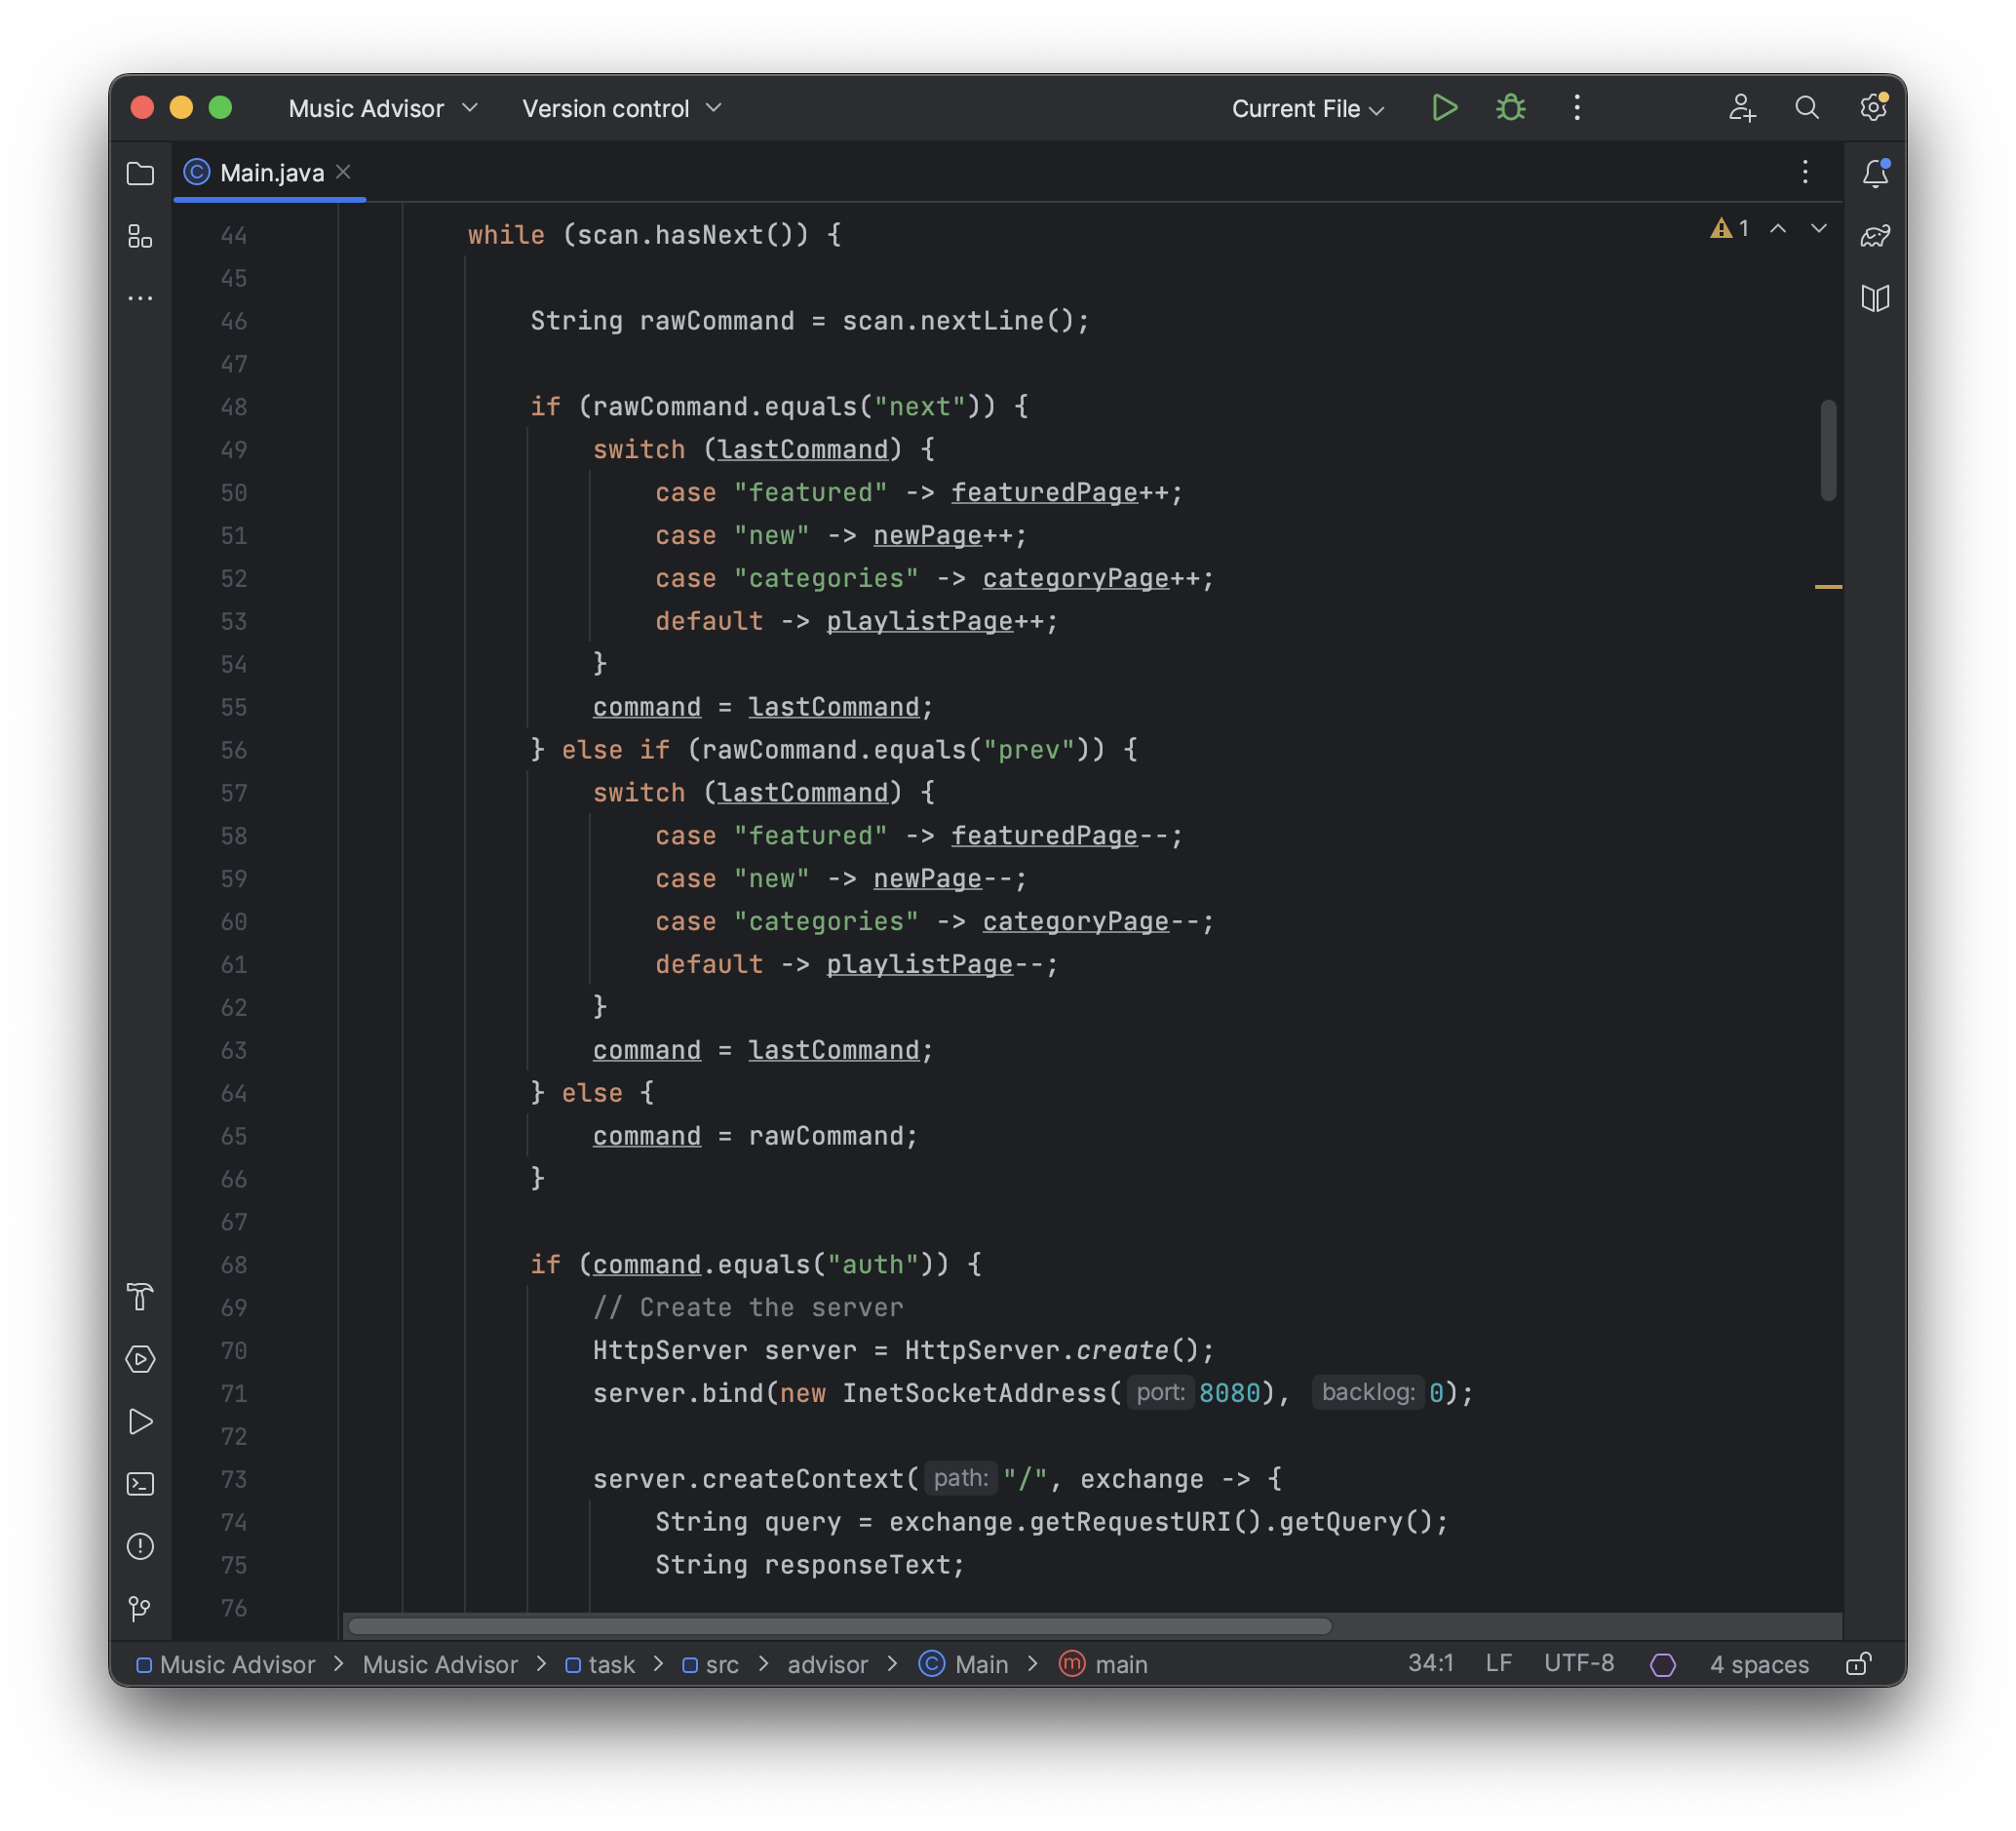 Music Advisor Version control Current File
Main.java
44 while (scan.hasNext()) { 1
45
46 String rawCommand = scan.nextLine();
47
48 if (rawCommand.equals("next")) {
49 switch (lastCommand) {
50 case "featured" -> featuredPage++;
51 case "new" -> newPage++;
52 case "categories" -> categoryPage++;
53 default -> playlistPage++;
54 }
55 command = lastCommand;
56 } else if (rawCommand.equals("prev")) {
57 switch (lastCommand) {
58 case "featured" -> featuredPage--;
59 case "new" -> newPage--;
60 case "categories" -> categoryPage--;
61 default -> playlistPage--;
62 }
63 command = lastCommand;
64 } else {
65 command = rawCommand;
66 }
67
68 if (command.equals("auth")) {
69 // Create the server
70 HttpServer server = HttpServer.create();
71 server.bind(new InetSocketAddress( port: 8080), backlog: 0);
72
73 server.createContext( path: "/", exchange -> {
74 String query = exchange.getRequestURI().getQuery();
75 String responseText;
76
Music Advisor > Music Advisor > task > src > advisor > Main > main 34:1 LF UTF-8 4 spaces